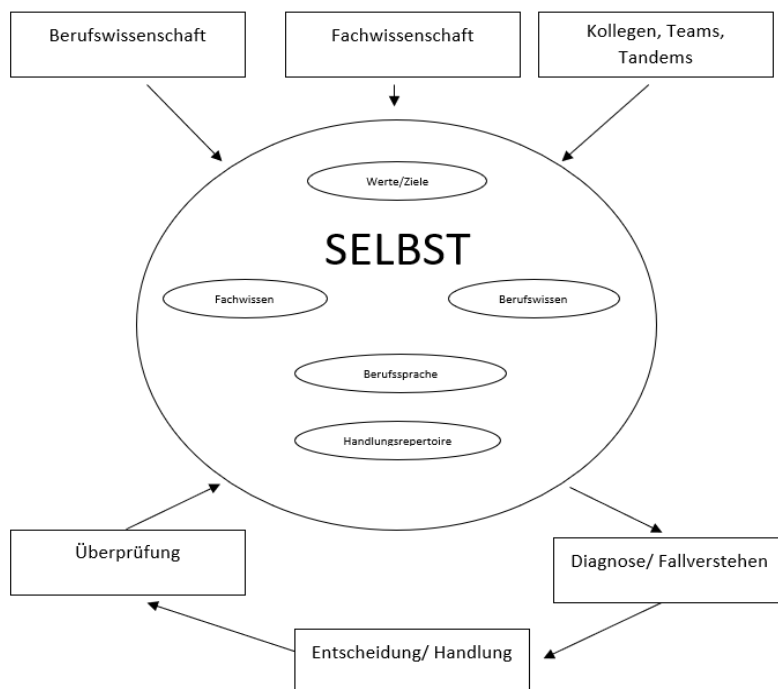 Berufswissenschaft
Fachwissenschaft
Kollegen, Teams,
Tandems
Werte/Ziele
SELBST
Fachwissen
Berufswissen
Berufssprache
Handlungsrepertoire
Überprüfung
Diagnose/ Fallverstehen
Entscheidung/ Handlung